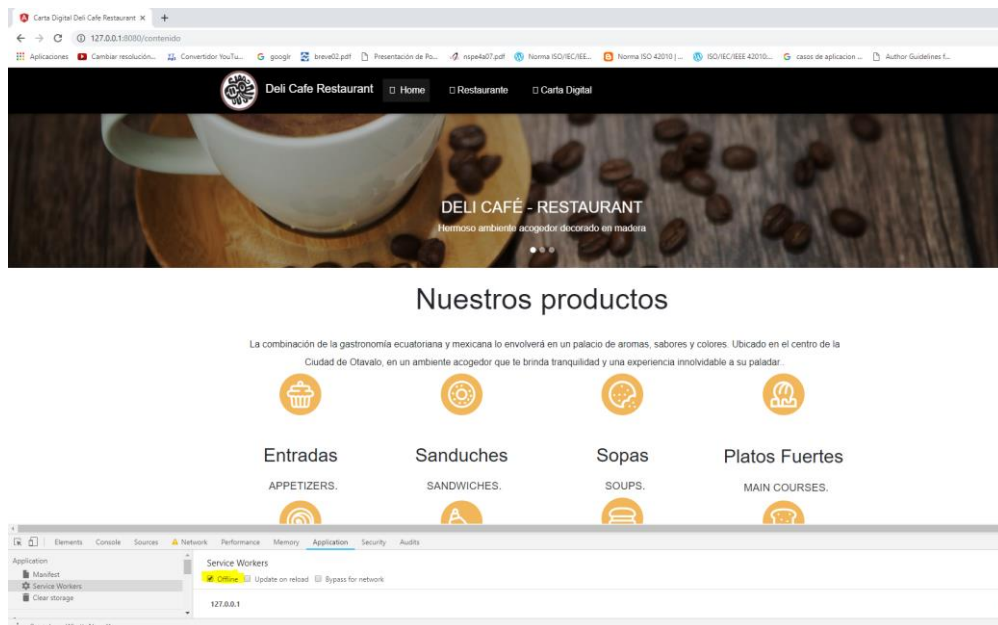 Carta Digital Deli Cafe Restaurant
127.0.0.1:8080/contenido
Aplicaciones Cambiar resolución... Convertidor YouTu... googlr breve02.pdf Presentación de Po... nspe4a07.pdf Norma ISO/IEC/IEE... Norma ISO 42010 | ... ISO/IEC/IEEE 42010:... casos de aplicacion ... Author Guidelines f...
Deli Cafe Restaurant Home Restaurante Carta Digital
DELI CAFÉ - RESTAURANT
Hermoso ambiente acogedor decorado en madera
Nuestros productos
La combinación de la gastronomía ecuatoriana y mexicana lo envolverá en un palacio de aromas, sabores y colores. Ubicado en el centro de la
Ciudad de Otavalo, en un ambiente acogedor que te brinda tranquilidad y una experiencia innolvidable a su paladar..
Entradas Sanduches Sopas Platos Fuertes
APPETIZERS. SANDWICHES. SOUPS. MAIN COURSES.
Elements Console Sources Network Performance Memory Application Security Audits
Application
Manifest
Service Workers
Clear storage
Service Workers
Offline Update on reload Bypass for network
127.0.0.1